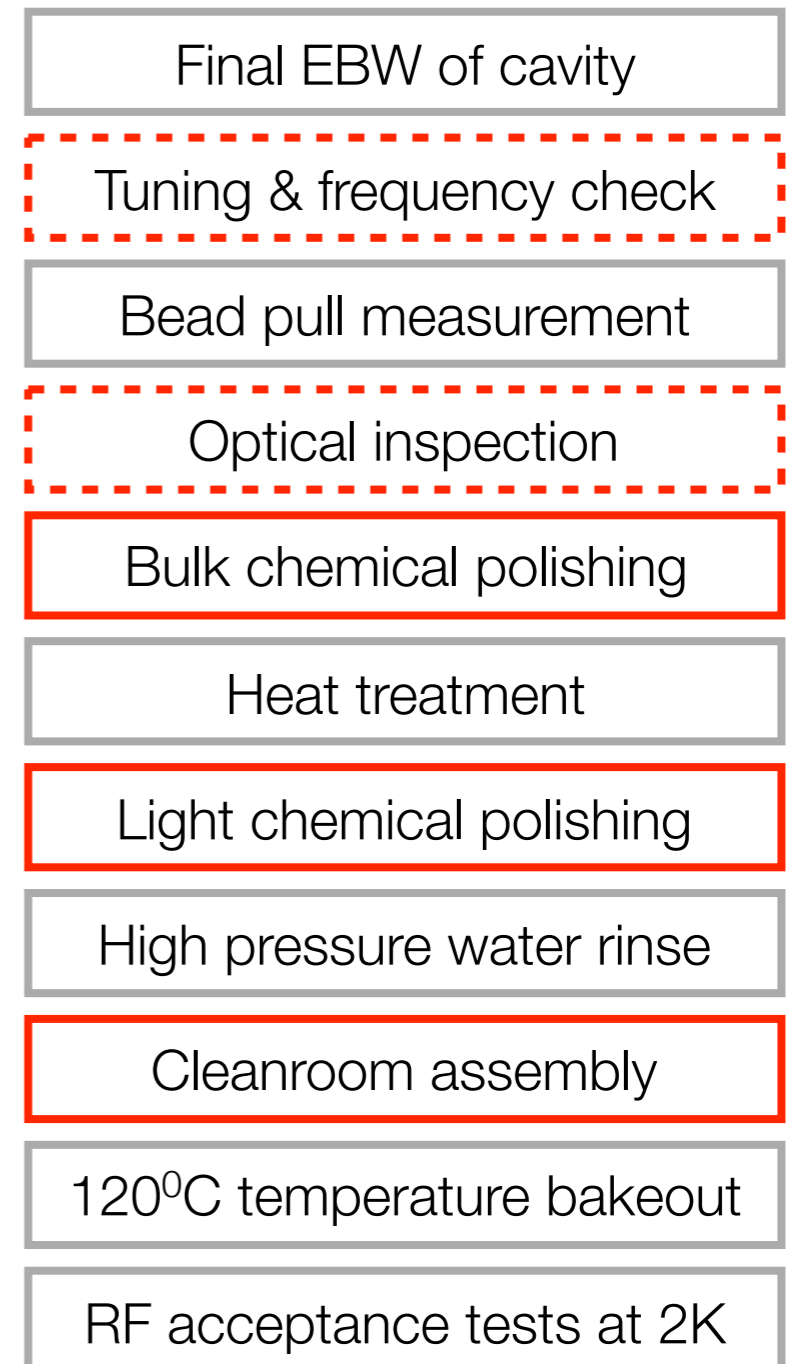 Final EBW of cavity
Tuning & frequency check
Bead pull measurement
Optical inspection
Bulk chemical polishing
Heat treatment
Light chemical polishing
High pressure water rinse
Cleanroom assembly
120⁰C temperature bakeout
RF acceptance tests at 2K